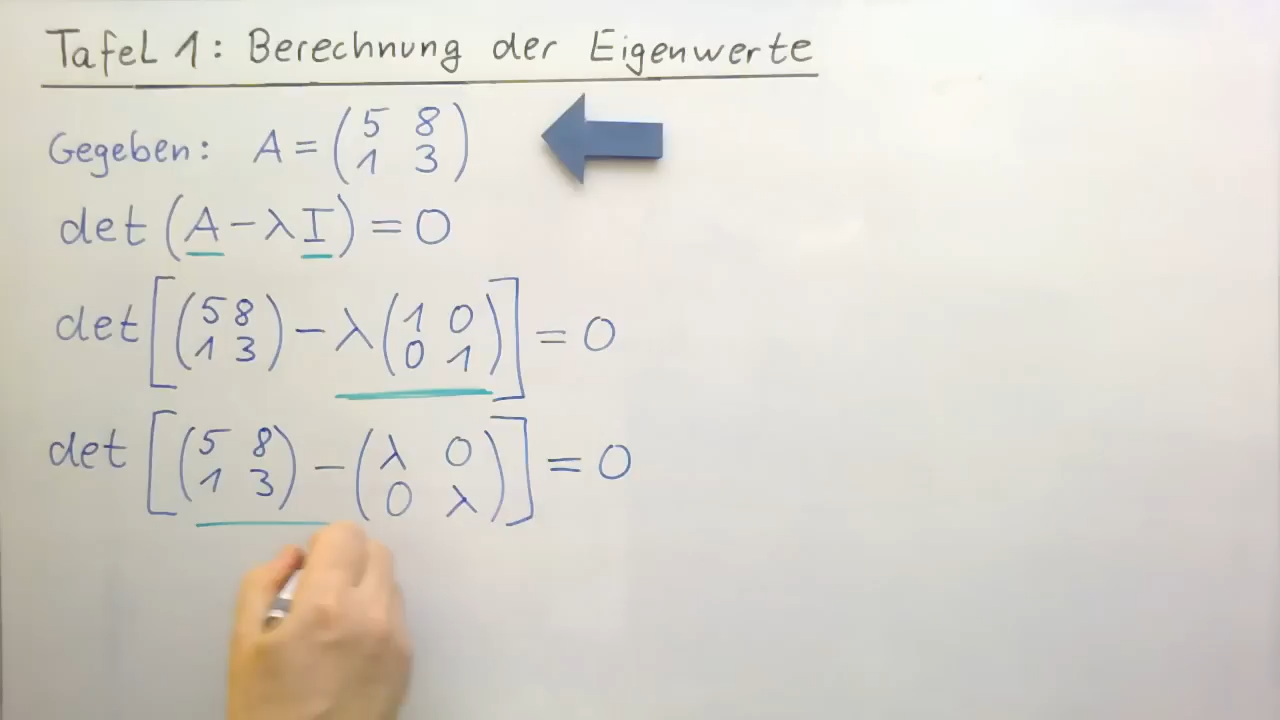 Tafel 1: Berechnung der Eigenwerte
Gegeben: A = (5 8
1 3)
det (A - λ I) = 0
det [(5 8
1 3) - λ (1 0
0 1)] = 0
det [(5 8
1 3) - (λ 0
0 λ)] = 0